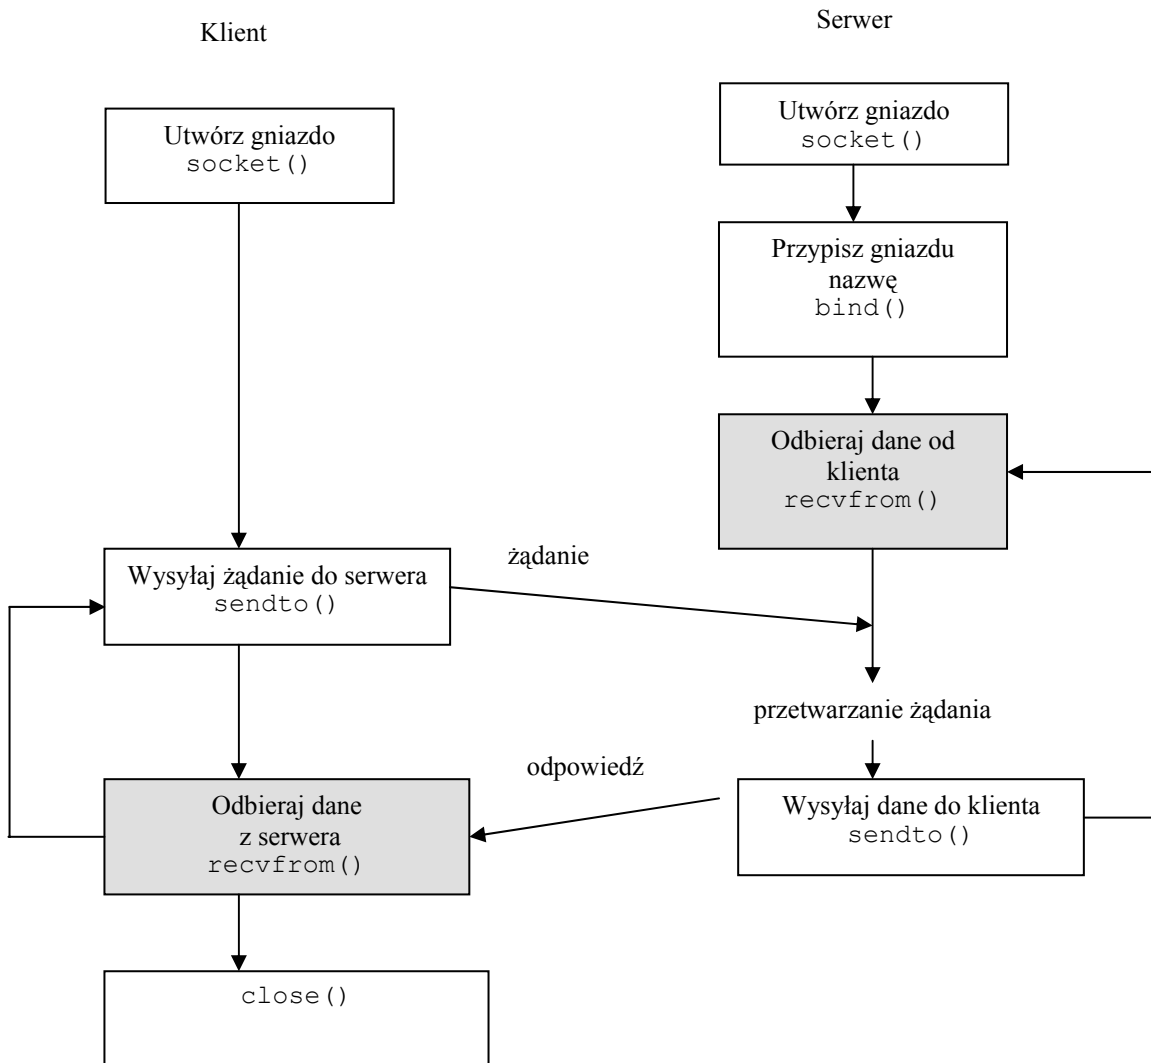 Klient
Serwer
Utwórz gniazdo
socket()
Utwórz gniazdo
socket()
Przypisz gniazdu
nazwę
bind()
Odbieraj dane od
klienta
recvfrom()
Wysyłaj żądanie do serwera
sendto()
żądanie
przetwarzanie żądania
odpowiedź
Odbieraj dane
z serwera
recvfrom()
Wysyłaj dane do klienta
sendto()
close()